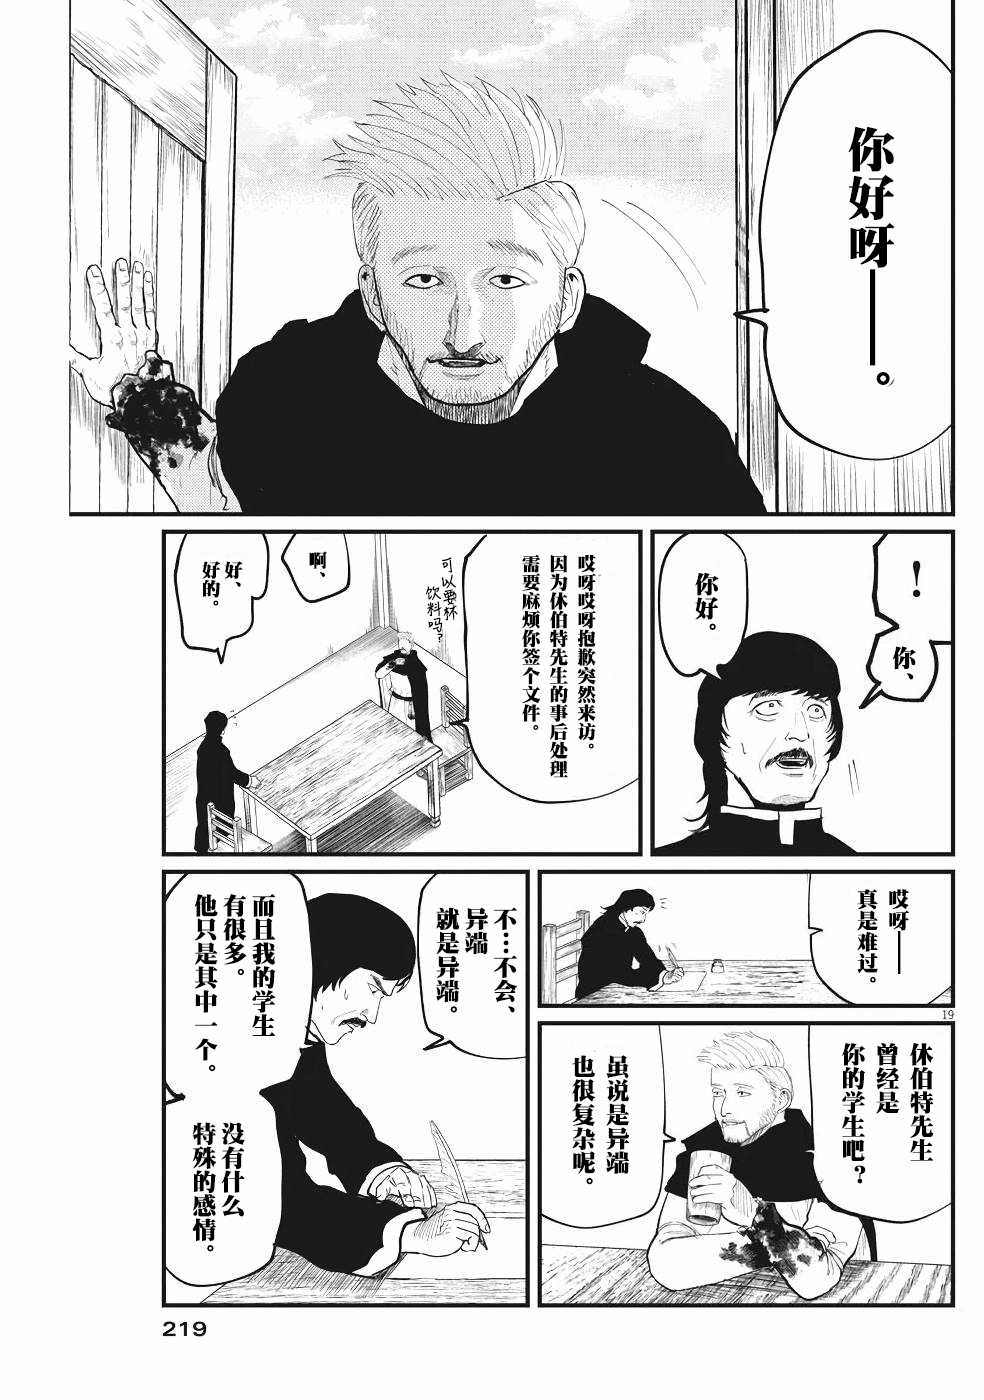 你好呀——。
！
你、
你好。
哎呀哎呀抱歉突然来访。
因为休伯特先生的事后处理
需要麻烦你签个文件。
可以要杯
饮料吗？
啊、
好、
好的。
哎呀——
真是难过。
19
休伯特先生
曾经是
你的学生吧？
虽说是异端
也很复杂呢。
不…不会、
异端
就是异端。
而且我的学生
有很多。
他只是其中一个。
没有什么
特殊的感情。
219